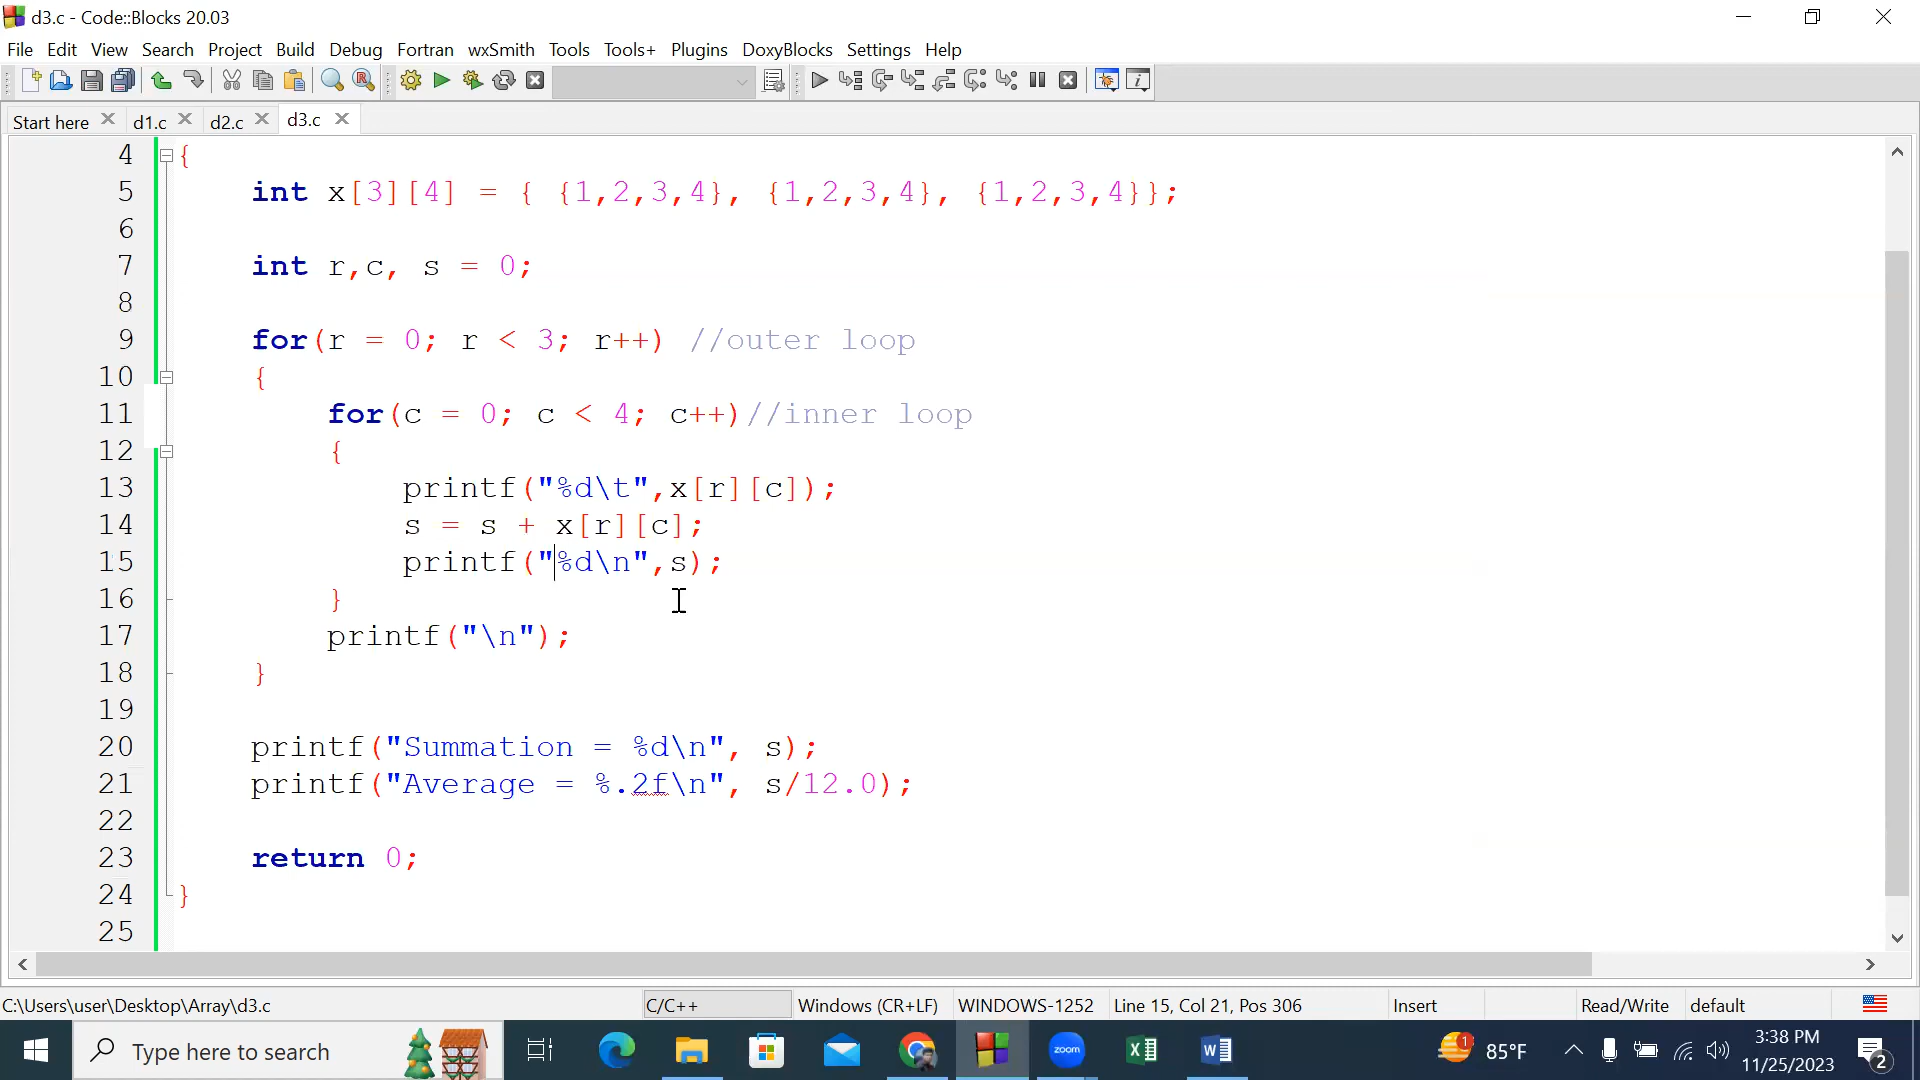 d3.c - Code::Blocks 20.03
File Edit View Search Project Build Debug Fortran wxSmith Tools Tools+ Plugins DoxyBlocks Settings Help
Start here d1.c d2.c d3.c
4 {
5 int x[3][4] = { {1,2,3,4}, {1,2,3,4}, {1,2,3,4}};
6
7 int r,c, s = 0;
8
9 for(r = 0; r < 3; r++) //outer loop
10 {
11 for(c = 0; c < 4; c++)//inner loop
12 {
13 printf("%d\t",x[r][c]);
14 s = s + x[r][c];
15 printf("%d\n",s);
16 }
17 printf("\n");
18 }
19
20 printf("Summation = %d\n", s);
21 printf("Average = %.2f\n", s/12.0);
22
23 return 0;
24 }
25
C:\Users\user\Desktop\Array\d3.c C/C++ Windows (CR+LF) WINDOWS-1252 Line 15, Col 21, Pos 306 Insert Read/Write default
Type here to search zoom 1 85°F 3:38 PM
11/25/2023 2